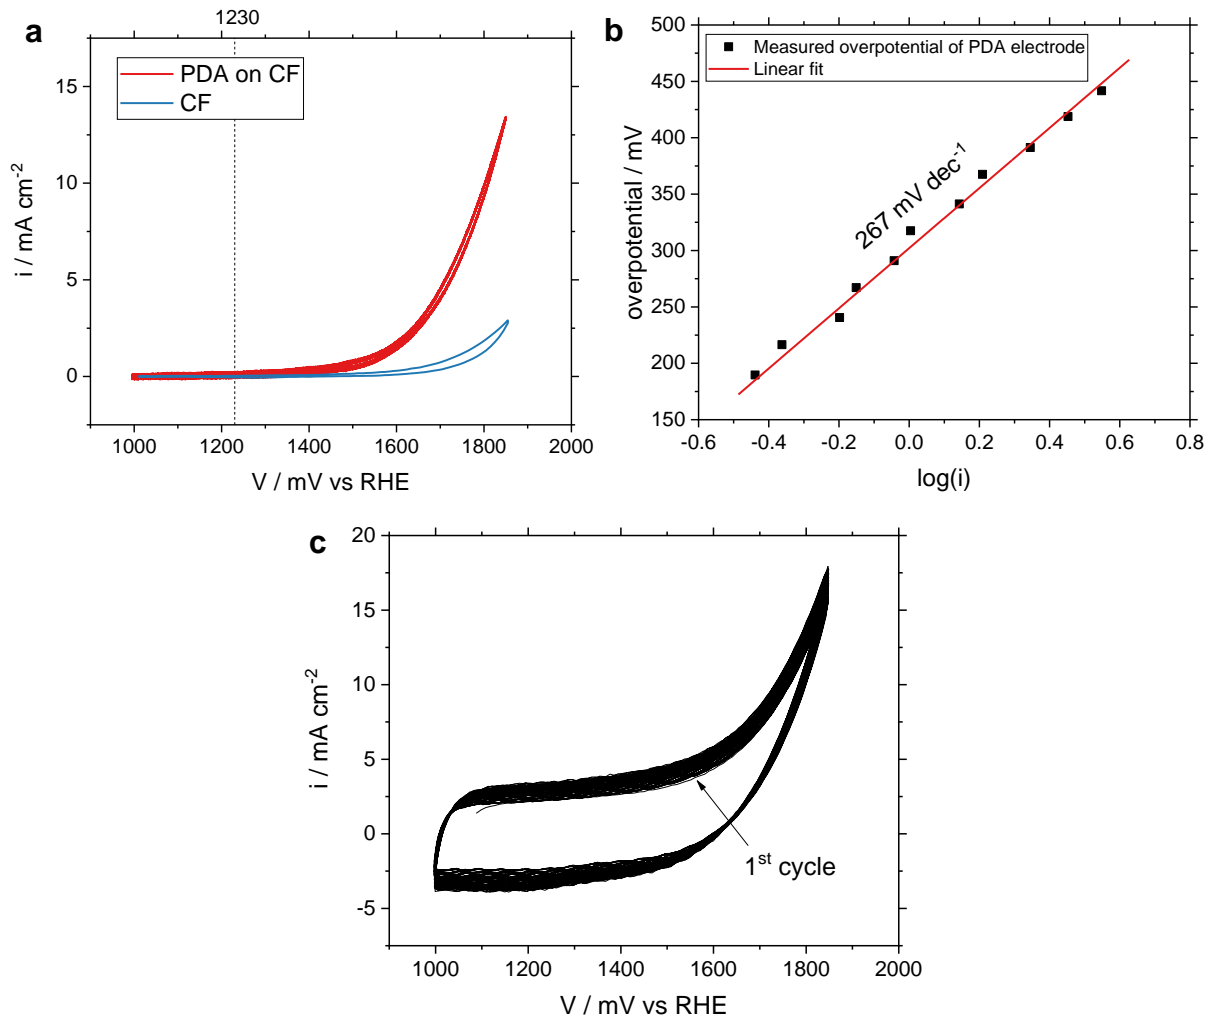 a
1230
PDA on CF
CF
15
10
5
0
i / mA cm⁻²
1000 1200 1400 1600 1800 2000
V / mV vs RHE
b
Measured overpotential of PDA electrode
Linear fit
267 mV dec⁻¹
500
450
400
350
300
250
200
150
overpotential / mV
-0.6 -0.4 -0.2 0.0 0.2 0.4 0.6 0.8
log(i)
c
20
15
10
5
0
-5
i / mA cm⁻²
1st cycle
1000 1200 1400 1600 1800 2000
V / mV vs RHE